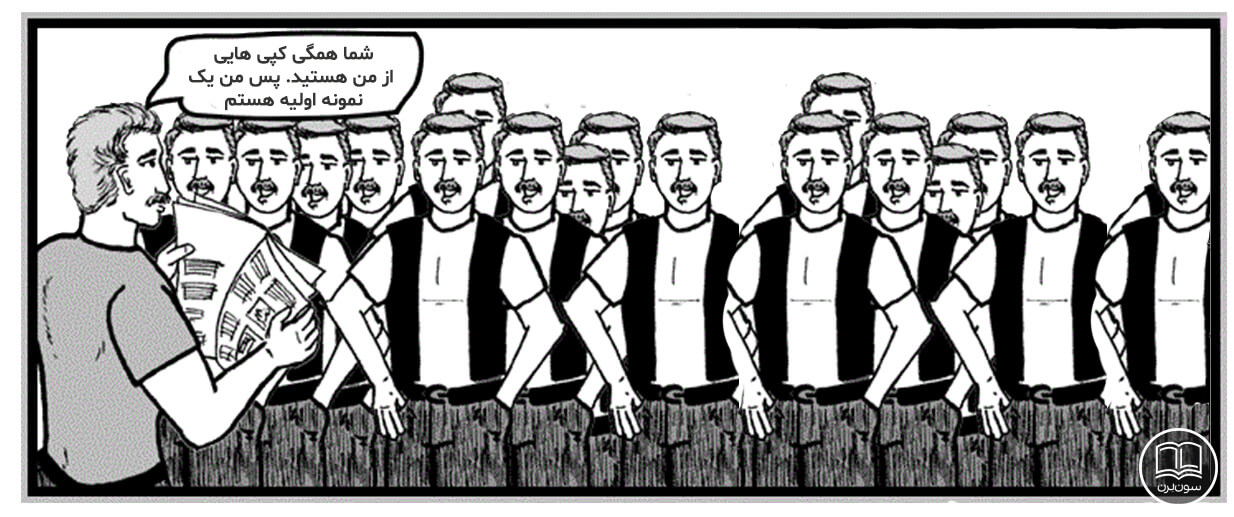 شما همگی کپی هایی
از من هستید. پس من یک
نمونه اولیه هستم
سون‌لرن